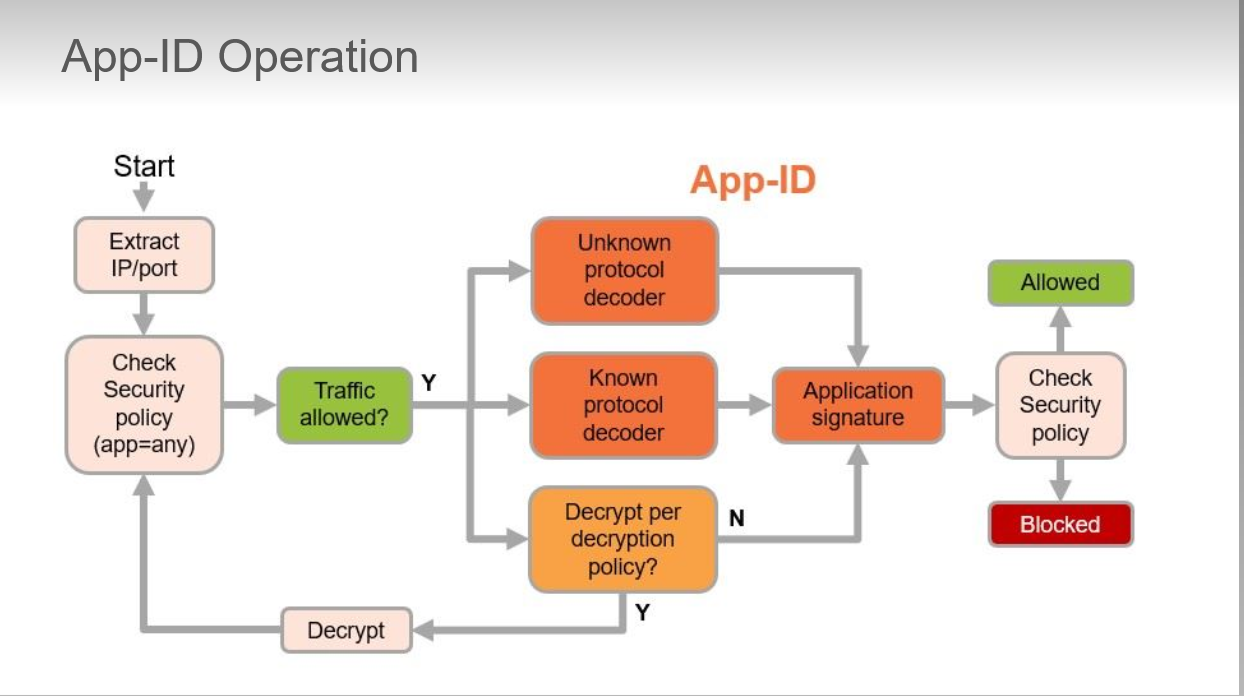 App-ID Operation
Start
App-ID
Extract
IP/port
Unknown
protocol
decoder
Allowed
Check
Security
policy
(app=any)
Traffic
allowed?
Y
Known
protocol
decoder
Application
signature
Check
Security
policy
Decrypt per
decryption
policy?
N
Blocked
Y
Decrypt